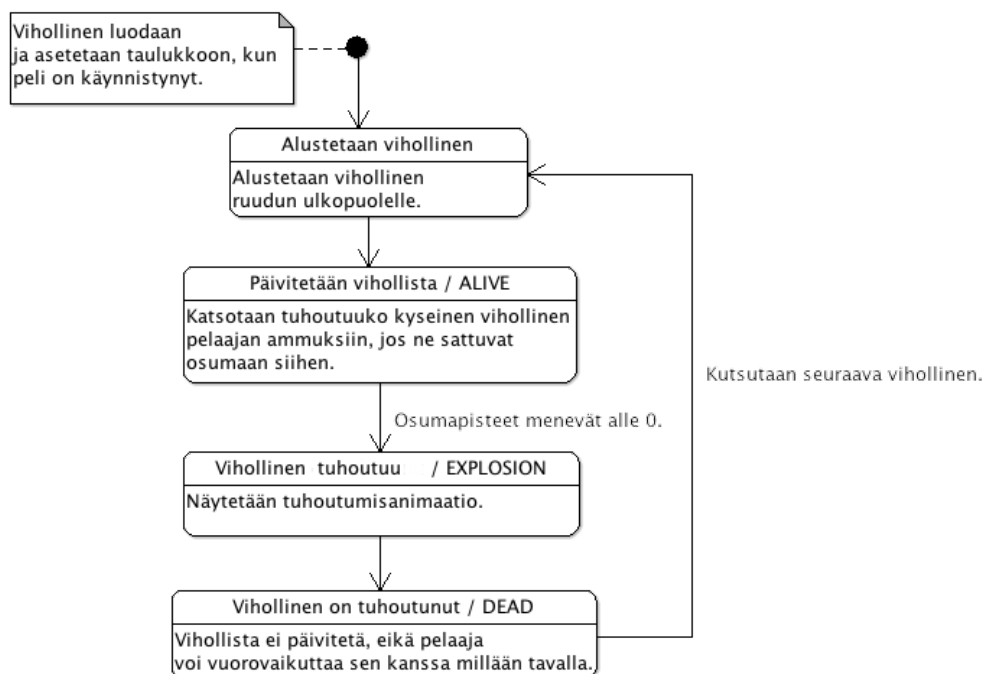 Vihollinen luodaan
ja asetetaan taulukkoon, kun
peli on käynnistynyt.
Alustetaan vihollinen
Alustetaan vihollinen
ruudun ulkopuolelle.
Päivitetään vihollista / ALIVE
Katsotaan tuhoutuuko kyseinen vihollinen
pelaajan ammuksiin, jos ne sattuvat
osumaan siihen.
Kutsutaan seuraava vihollinen.
Osumapisteet menevät alle 0.
Vihollinen tuhoutuu / EXPLOSION
Näytetään tuhoutumisanimaatio.
Vihollinen on tuhoutunut / DEAD
Vihollista ei päivitetä, eikä pelaaja
voi vuorovaikuttaa sen kanssa millään tavalla.